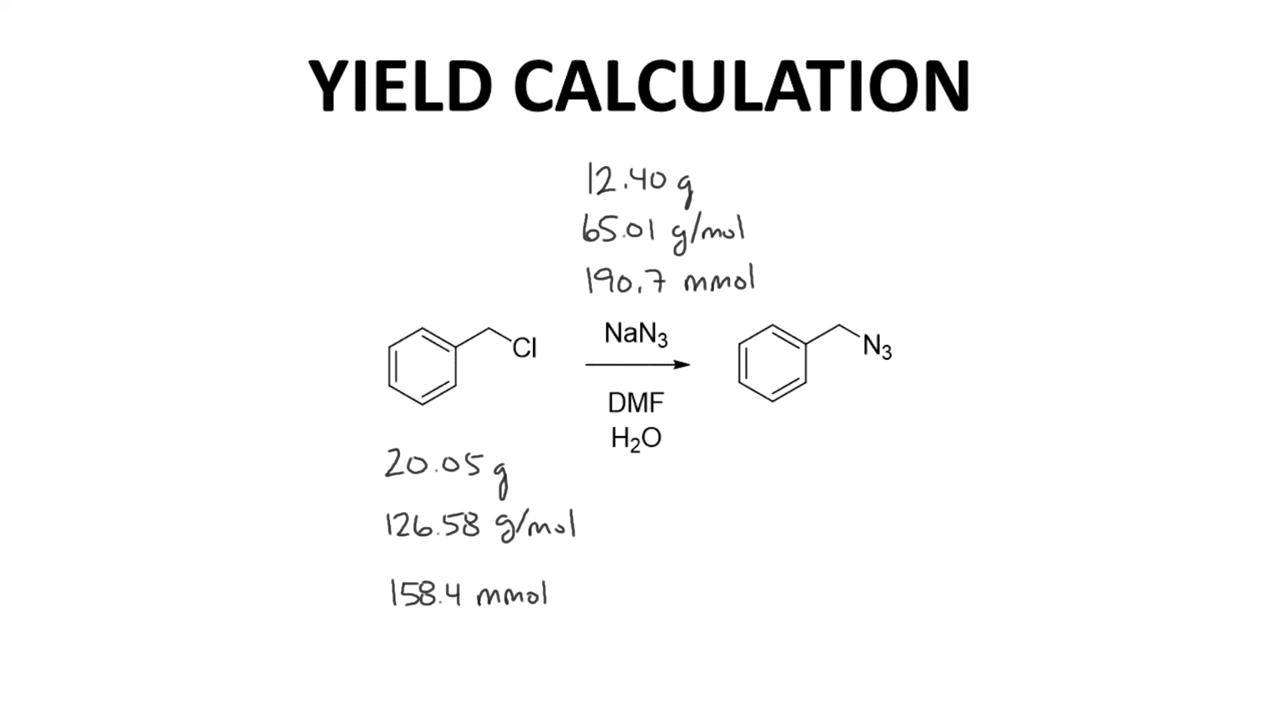 YIELD CALCULATION
12.40 g
65.01 g/mol
190.7 mmol
NaN₃
Cl
N₃
DMF
H₂O
20.05 g
126.58 g/mol
158.4 mmol